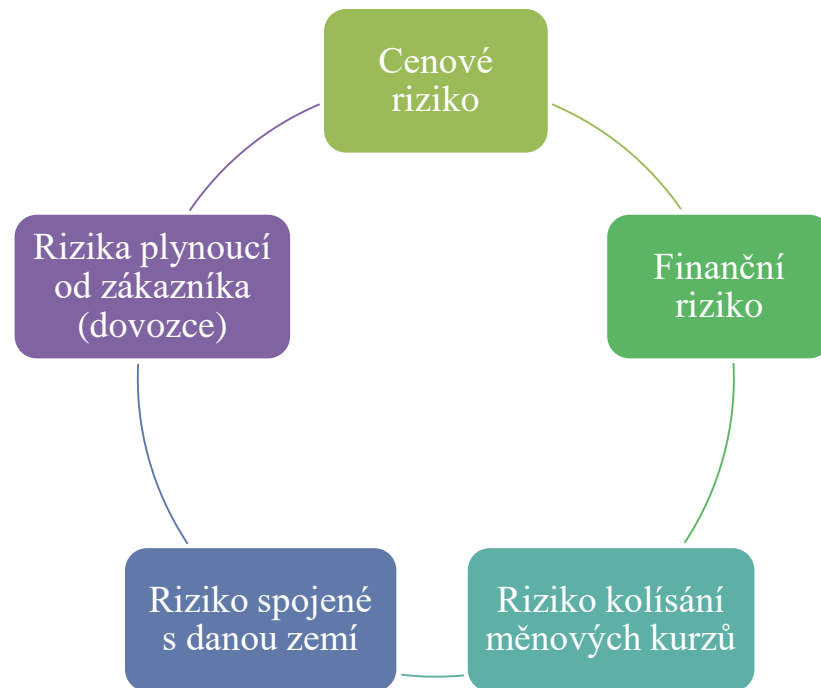 Cenové
riziko
Finanční
riziko
Riziko kolísání
měnových kurzů
Riziko spojené
s danou zemí
Rizika plynoucí
od zákazníka
(dovozce)